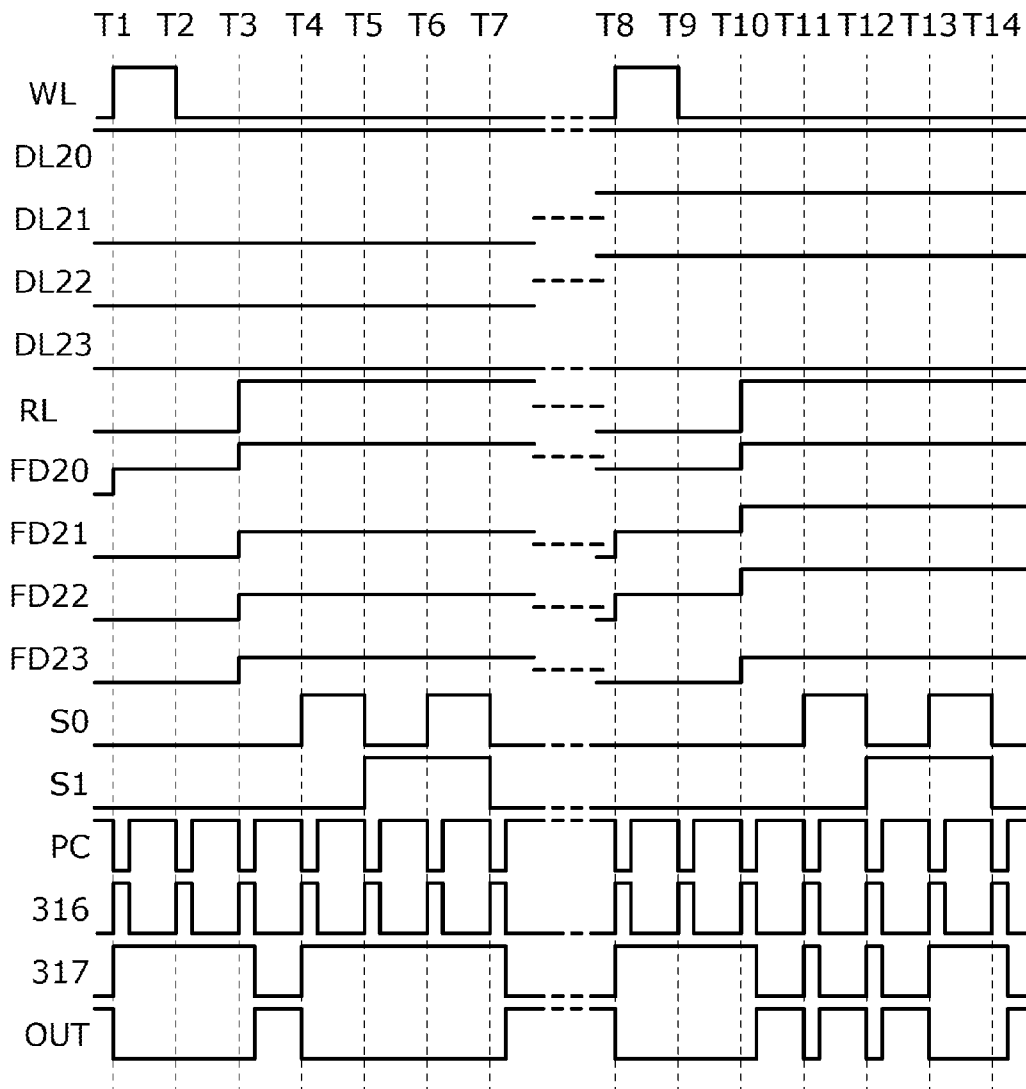 T1 T2 T3 T4 T5 T6 T7 T8 T9 T10 T11 T12 T13 T14
WL
DL20
DL21
DL22
DL23
RL
FD20
FD21
FD22
FD23
S0
S1
PC
316
317
OUT